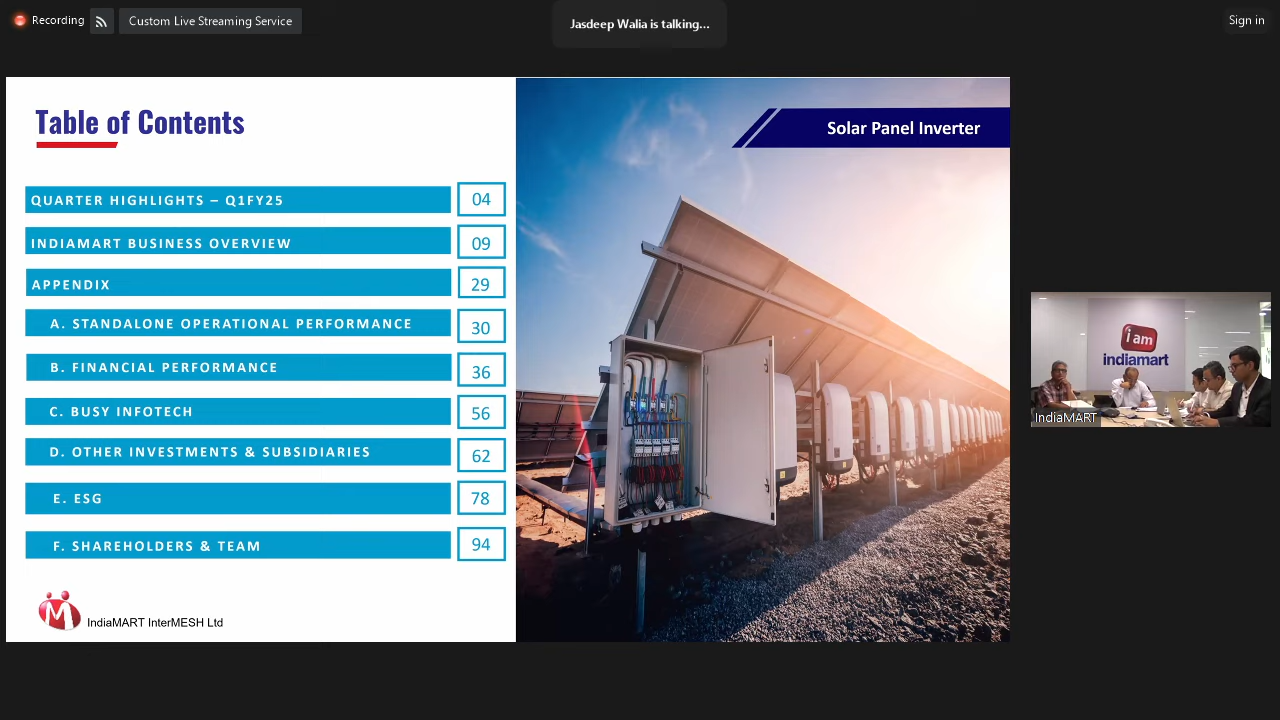 Recording
Custom Live Streaming Service
Jasdeep Walia is talking...
Sign in
Table of Contents
Solar Panel Inverter
QUARTER HIGHLIGHTS – Q1FY25 04
INDIAMART BUSINESS OVERVIEW 09
APPENDIX 29
A. STANDALONE OPERATIONAL PERFORMANCE 30
B. FINANCIAL PERFORMANCE 36
C. BUSY INFOTECH 56
D. OTHER INVESTMENTS & SUBSIDIARIES 62
E. ESG 78
F. SHAREHOLDERS & TEAM 94
IndiaMART InterMESH Ltd
i am
indiamart
IndiaMART